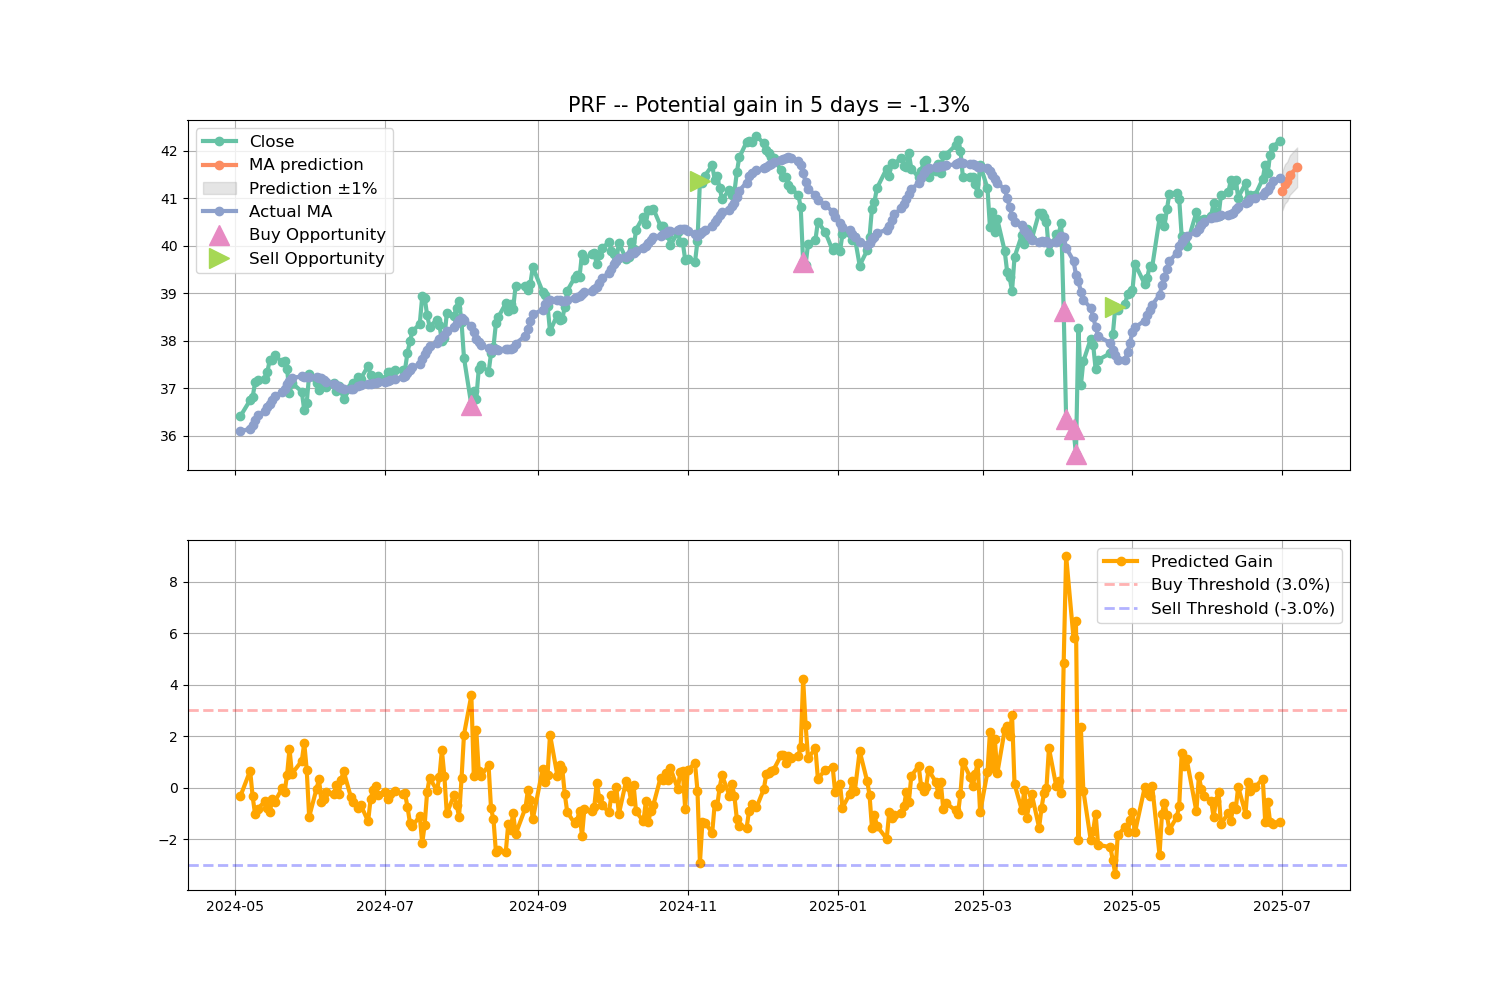 PRF -- Potential gain in 5 days = -1.3%
Close
MA prediction
Prediction ±1%
Actual MA
Buy Opportunity
Sell Opportunity
42
41
40
39
38
37
36
Predicted Gain
Buy Threshold (3.0%)
Sell Threshold (-3.0%)
8
6
4
2
0
−2
2024-05 2024-07 2024-09 2024-11 2025-01 2025-03 2025-05 2025-07